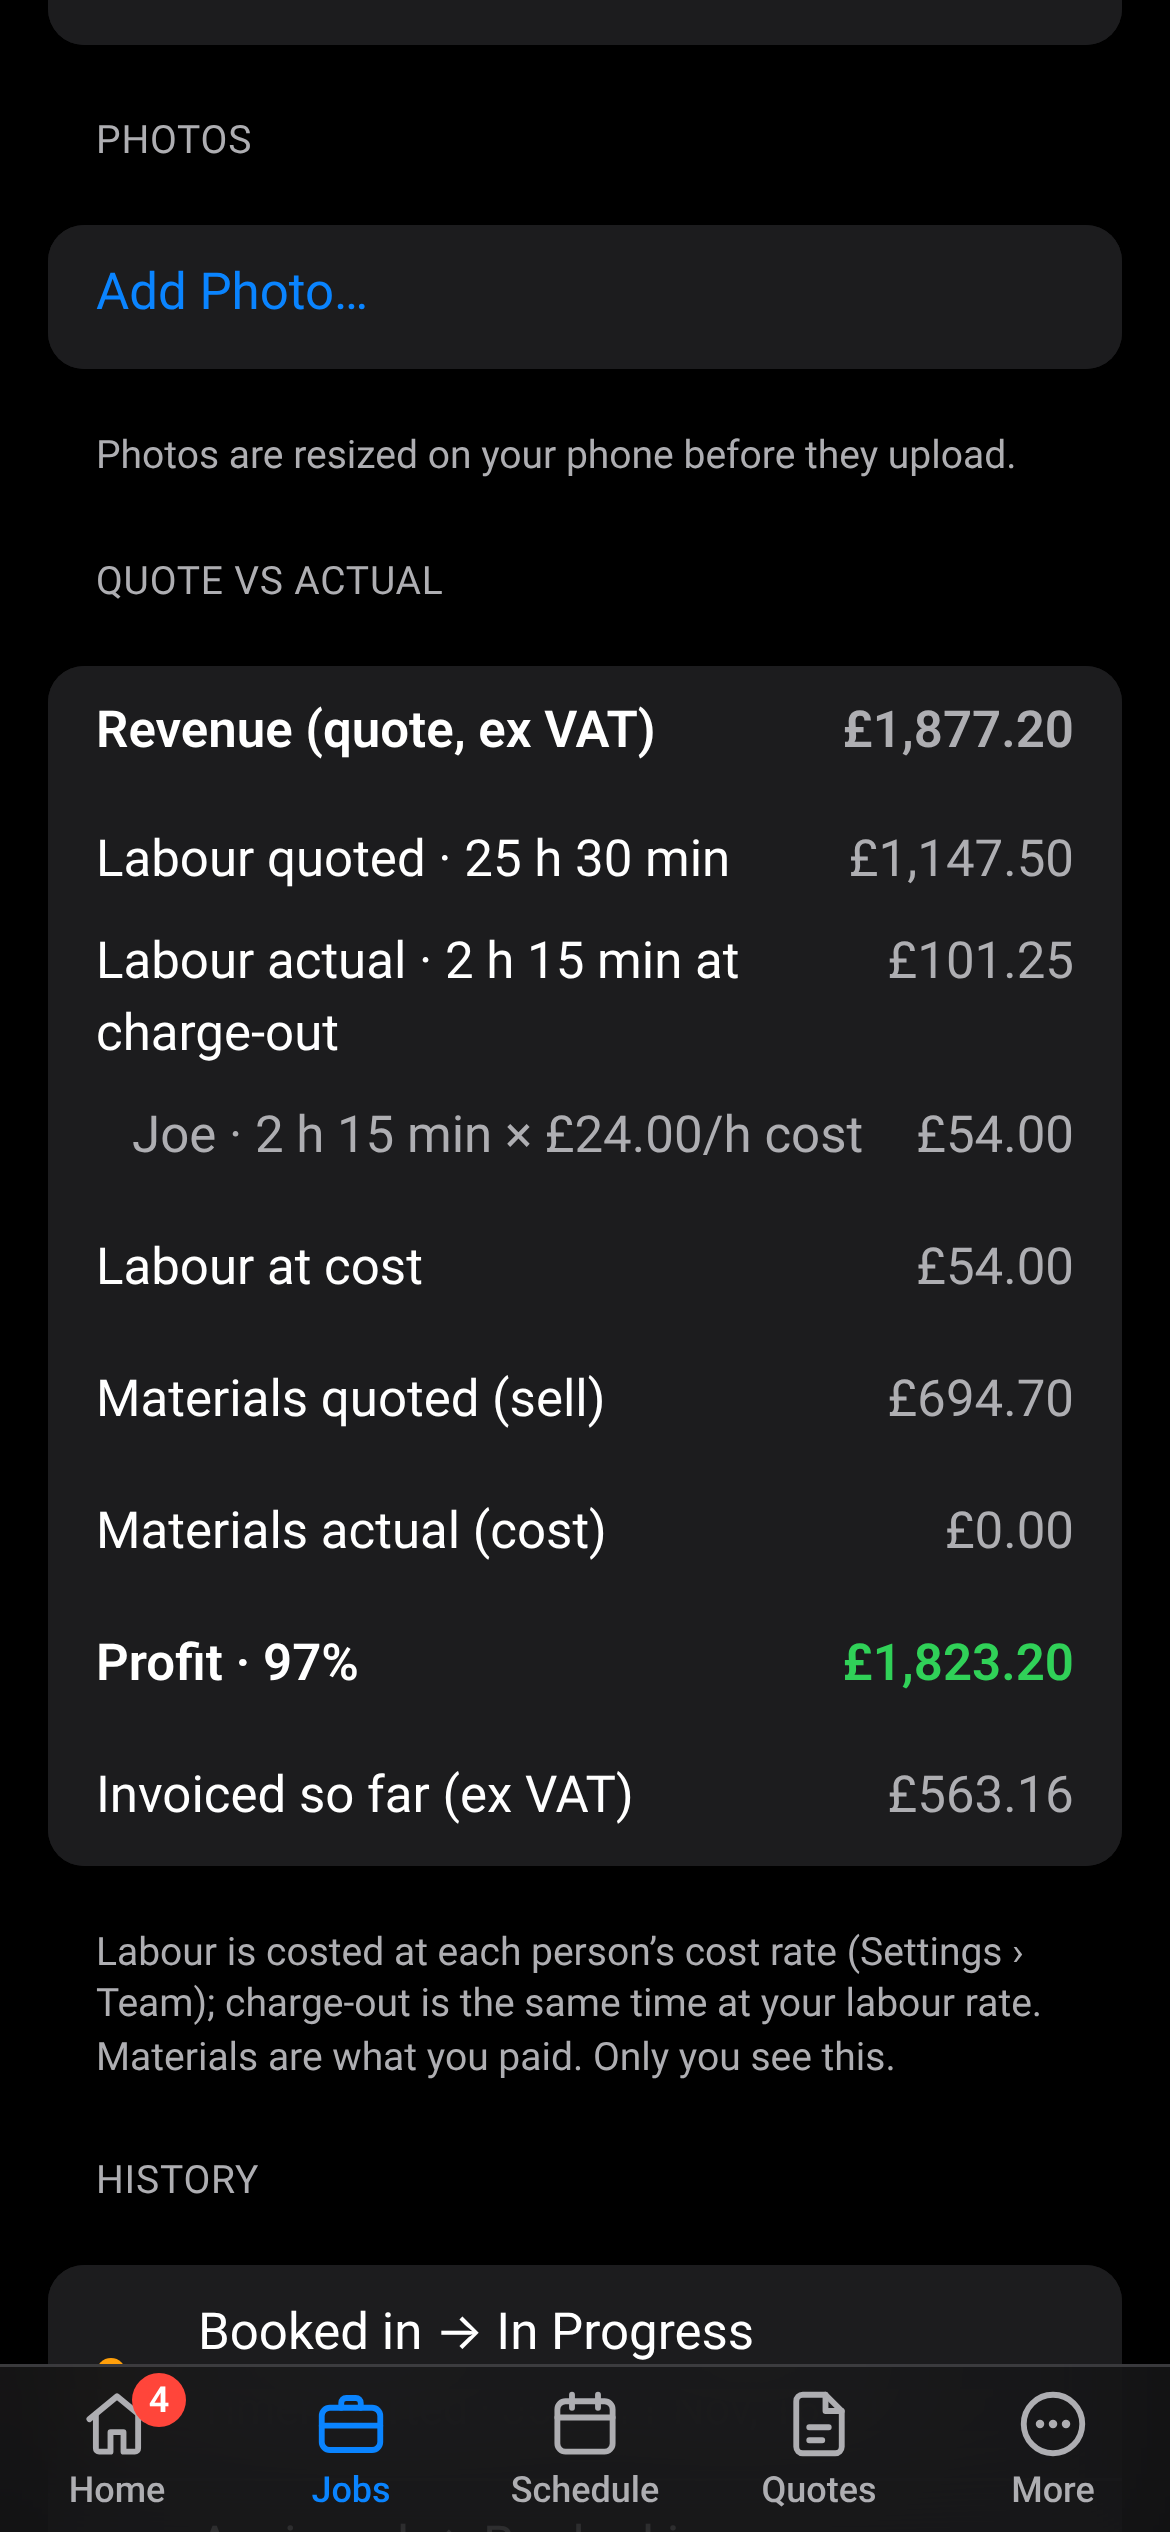 PHOTOS
Add Photo…
Photos are resized on your phone before they upload.
QUOTE VS ACTUAL
Revenue (quote, ex VAT) £1,877.20
Labour quoted · 25 h 30 min £1,147.50
Labour actual · 2 h 15 min at £101.25
charge-out
Joe · 2 h 15 min × £24.00/h cost £54.00
Labour at cost £54.00
Materials quoted (sell) £694.70
Materials actual (cost) £0.00
Profit · 97% £1,823.20
Invoiced so far (ex VAT) £563.16
Labour is costed at each person’s cost rate (Settings ›
Team); charge-out is the same time at your labour rate.
Materials are what you paid. Only you see this.
HISTORY
Booked in → In Progress
4
Home Jobs Schedule Quotes More